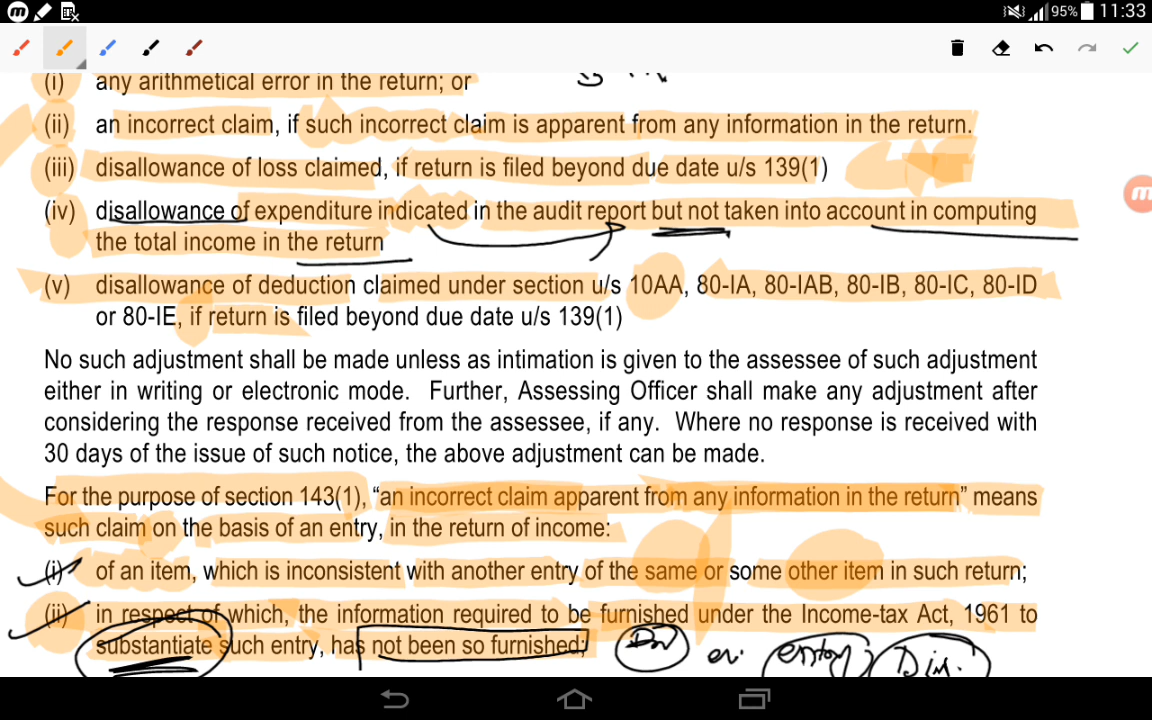 95% 11:33
(i) any arithmetical error in the return; or
(ii) an incorrect claim, if such incorrect claim is apparent from any information in the return.
(iii) disallowance of loss claimed, if return is filed beyond due date u/s 139(1)
(iv) disallowance of expenditure indicated in the audit report but not taken into account in computing
the total income in the return
(v) disallowance of deduction claimed under section u/s 10AA, 80-IA, 80-IAB, 80-IB, 80-IC, 80-ID
or 80-IE, if return is filed beyond due date u/s 139(1)
No such adjustment shall be made unless as intimation is given to the assessee of such adjustment
either in writing or electronic mode. Further, Assessing Officer shall make any adjustment after
considering the response received from the assessee, if any. Where no response is received with
30 days of the issue of such notice, the above adjustment can be made.
For the purpose of section 143(1), “an incorrect claim apparent from any information in the return” means
such claim on the basis of an entry, in the return of income:
(i) of an item, which is inconsistent with another entry of the same or some other item in such return;
(ii) in respect of which, the information required to be furnished under the Income-tax Act, 1961 to
substantiate such entry, has not been so furnished;